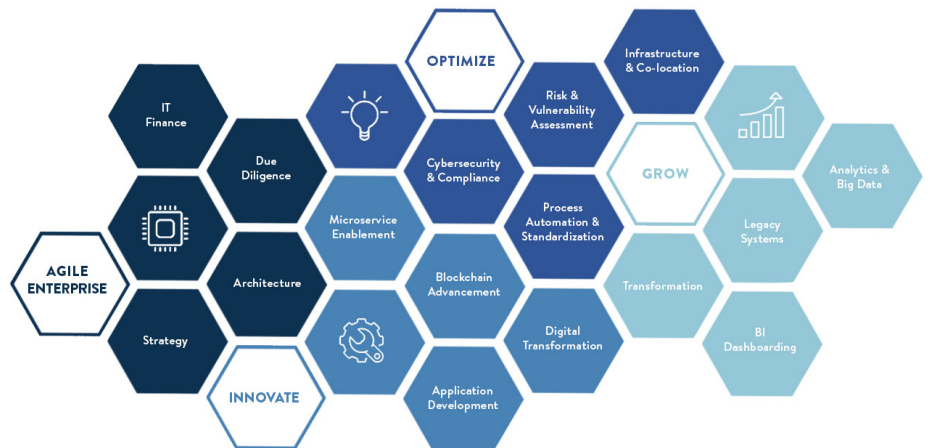 OPTIMIZE
Infrastructure
& Co-location
IT
Finance
Risk &
Vulnerability
Assessment
Due
Diligence
Cybersecurity
& Compliance
GROW
Analytics &
Big Data
Microservice
Enablement
Process
Automation &
Standardization
Legacy
Systems
AGILE
ENTERPRISE
Architecture
Blockchain
Advancement
Transformation
Strategy
Digital
Transformation
BI
Dashboarding
INNOVATE
Application
Development